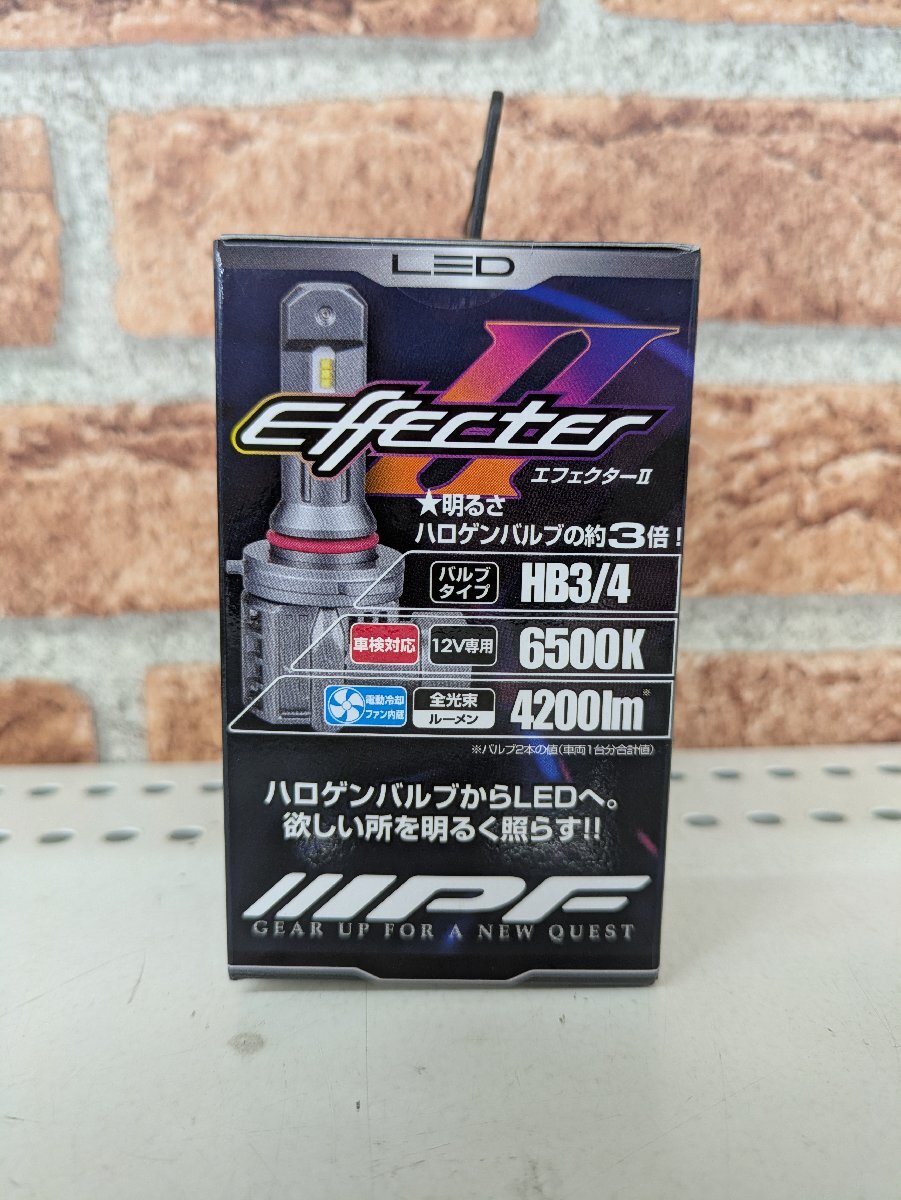 LED
II
Effecter
エフェクターII
★明るさ
ハロゲンバルブの約3倍!
バルブタイプ HB3/4
車検対応 12V専用 6500K
電動冷却ファン内蔵 全光束ルーメン 4200lm※
※バルブ2本の値(車両1台分合計値)
ハロゲンバルブからLEDへ。
欲しい所を明るく照らす!!
IPF
GEAR UP FOR A NEW QUEST